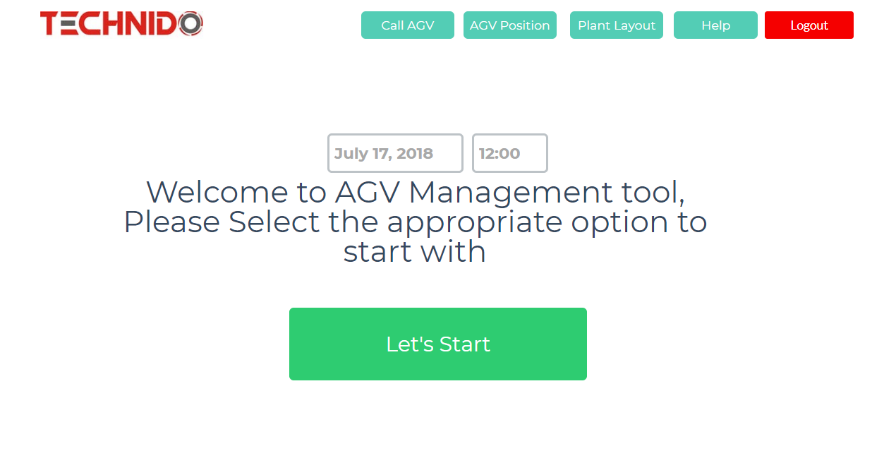 TECHNIDO
Call AGV
AGV Position
Plant Layout
Help
Logout
July 17, 2018
12:00
Welcome to AGV Management tool,
Please Select the appropriate option to
start with
Let's Start